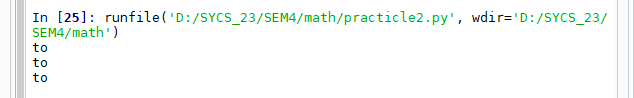 In [25]: runfile('D:/SYCS_23/SEM4/math/practicle2.py', wdir='D:/SYCS_23/
SEM4/math')
to
to
to